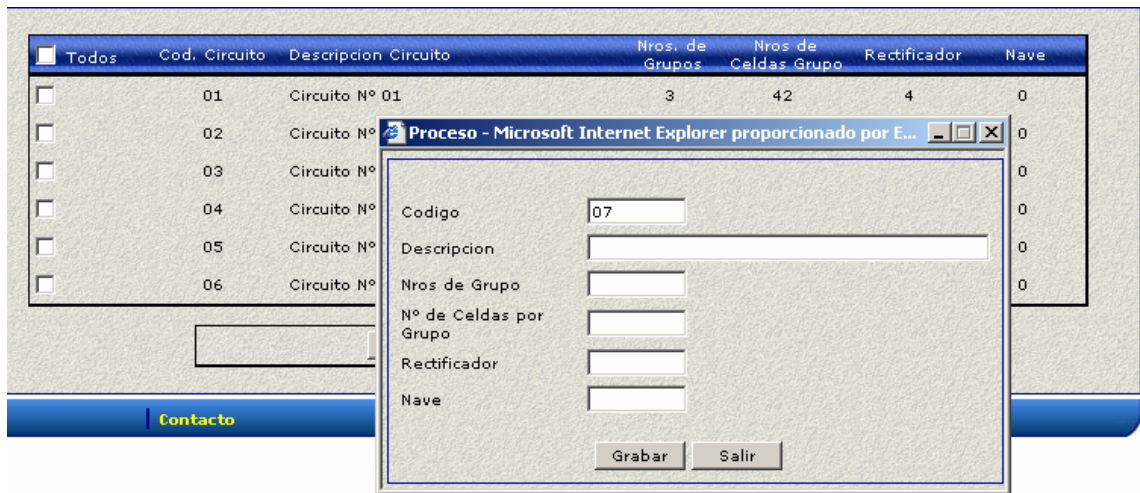 Todos Cod. Circuito Descripcion Circuito Nros. de Grupos Nros de Celdas Grupo Rectificador Nave
01 Circuito Nº 01 3 42 4 0
02 Circuito Nº 0
03 Circuito Nº 0
04 Circuito Nº 0
05 Circuito Nº 0
06 Circuito Nº 0
Proceso - Microsoft Internet Explorer proporcionado por E...
Codigo 07
Descripcion
Nros de Grupo
Nº de Celdas por
Grupo
Rectificador
Nave
Grabar Salir
Contacto